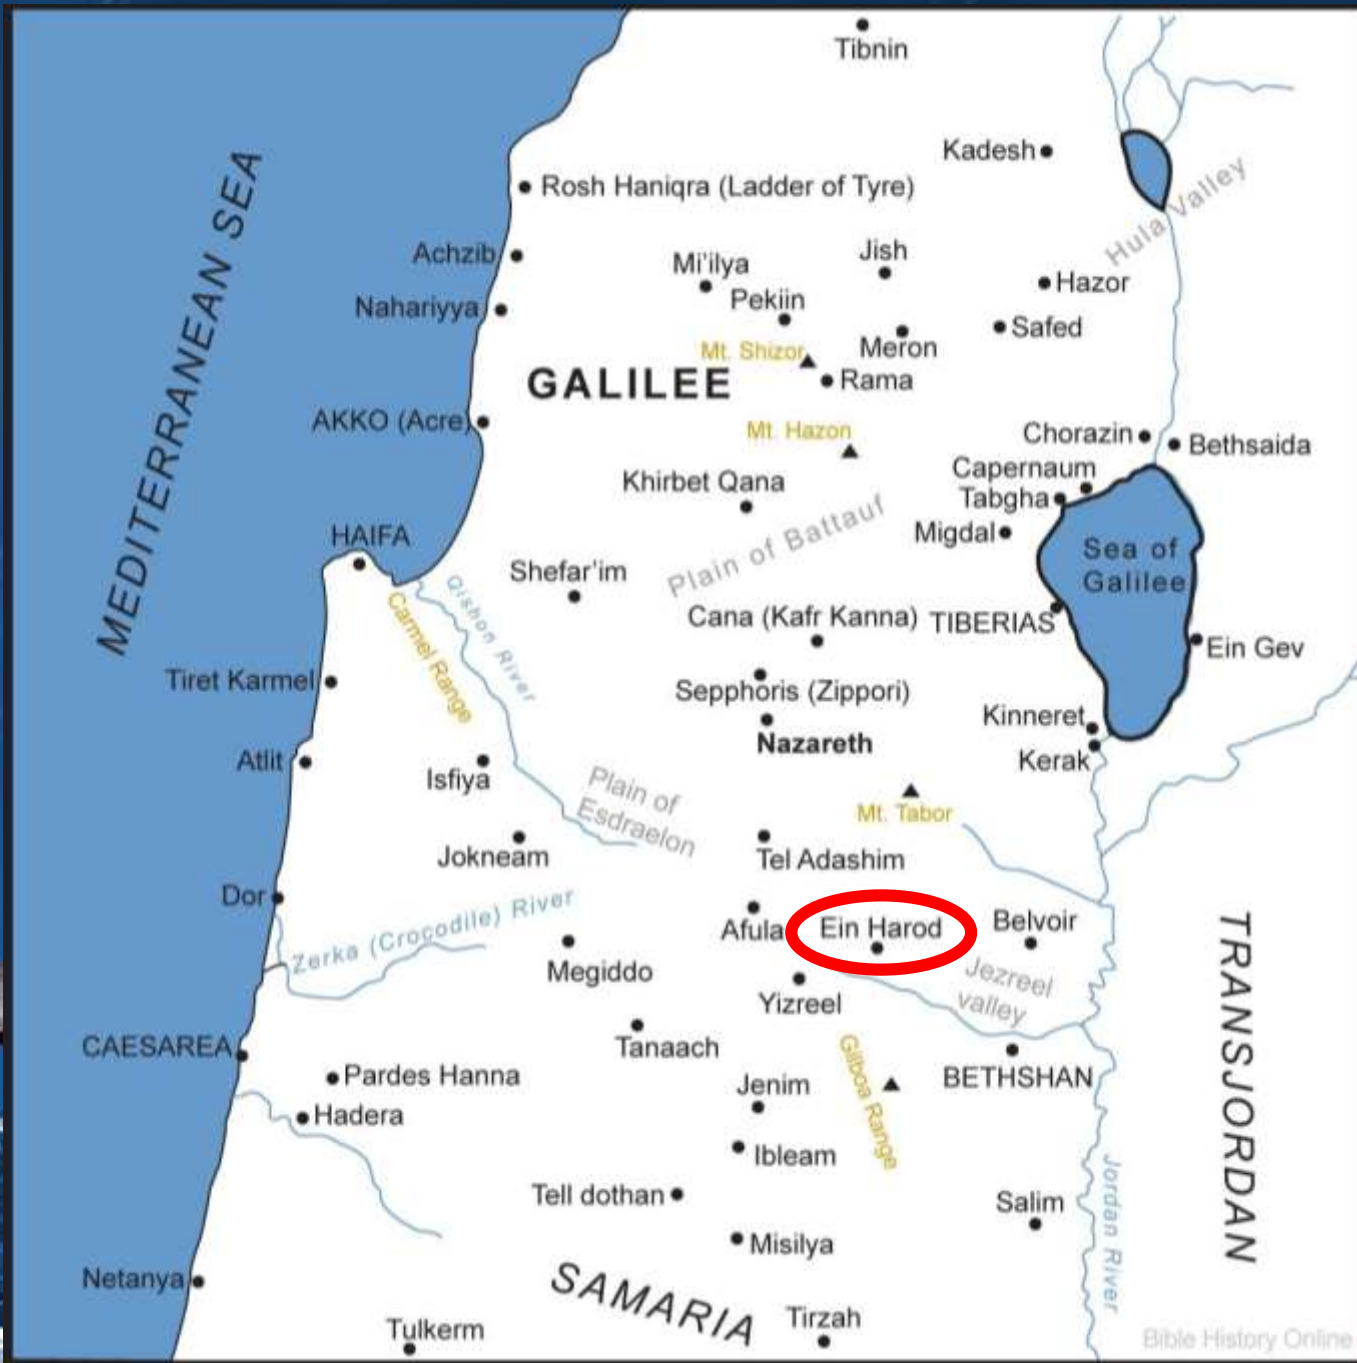 Tibnin
Kadesh
Rosh Haniqra (Ladder of Tyre)
MEDITERRANEAN SEA
Hula Valley
Achzib
Mi'ilya
Jish
Hazor
Nahariyya
Pekiin
Safed
Mt. Shizor
Meron
GALILEE
Rama
AKKO (Acre)
Mt. Hazon
Chorazin
Bethsaida
Capernaum
Khirbet Qana
Tabgha
Plain of Battauf
Migdal
HAIFA
Sea of
Galilee
Shefar'im
Qishon River
Carmel Range
Cana (Kafr Kanna)
TIBERIAS
Ein Gev
Tiret Karmel
Sepphoris (Zippori)
Kinneret
Nazareth
Atlit
Kerak
Isfiya
Plain of
Esdraelon
Mt. Tabor
Jokneam
Tel Adashim
Dor
Zerka (Crocodile) River
Afula
Ein Harod
Belvoir
TRANSJORDAN
Megiddo
Jezreel
valley
Yizreel
CAESAREA
Tanaach
Gilboa Range
Pardes Hanna
Jenim
BETHSHAN
Hadera
Ibleam
Tell dothan
Salim
Jordan River
Misilya
Netanya
SAMARIA
Tirzah
Tulkerm
Bible History Online